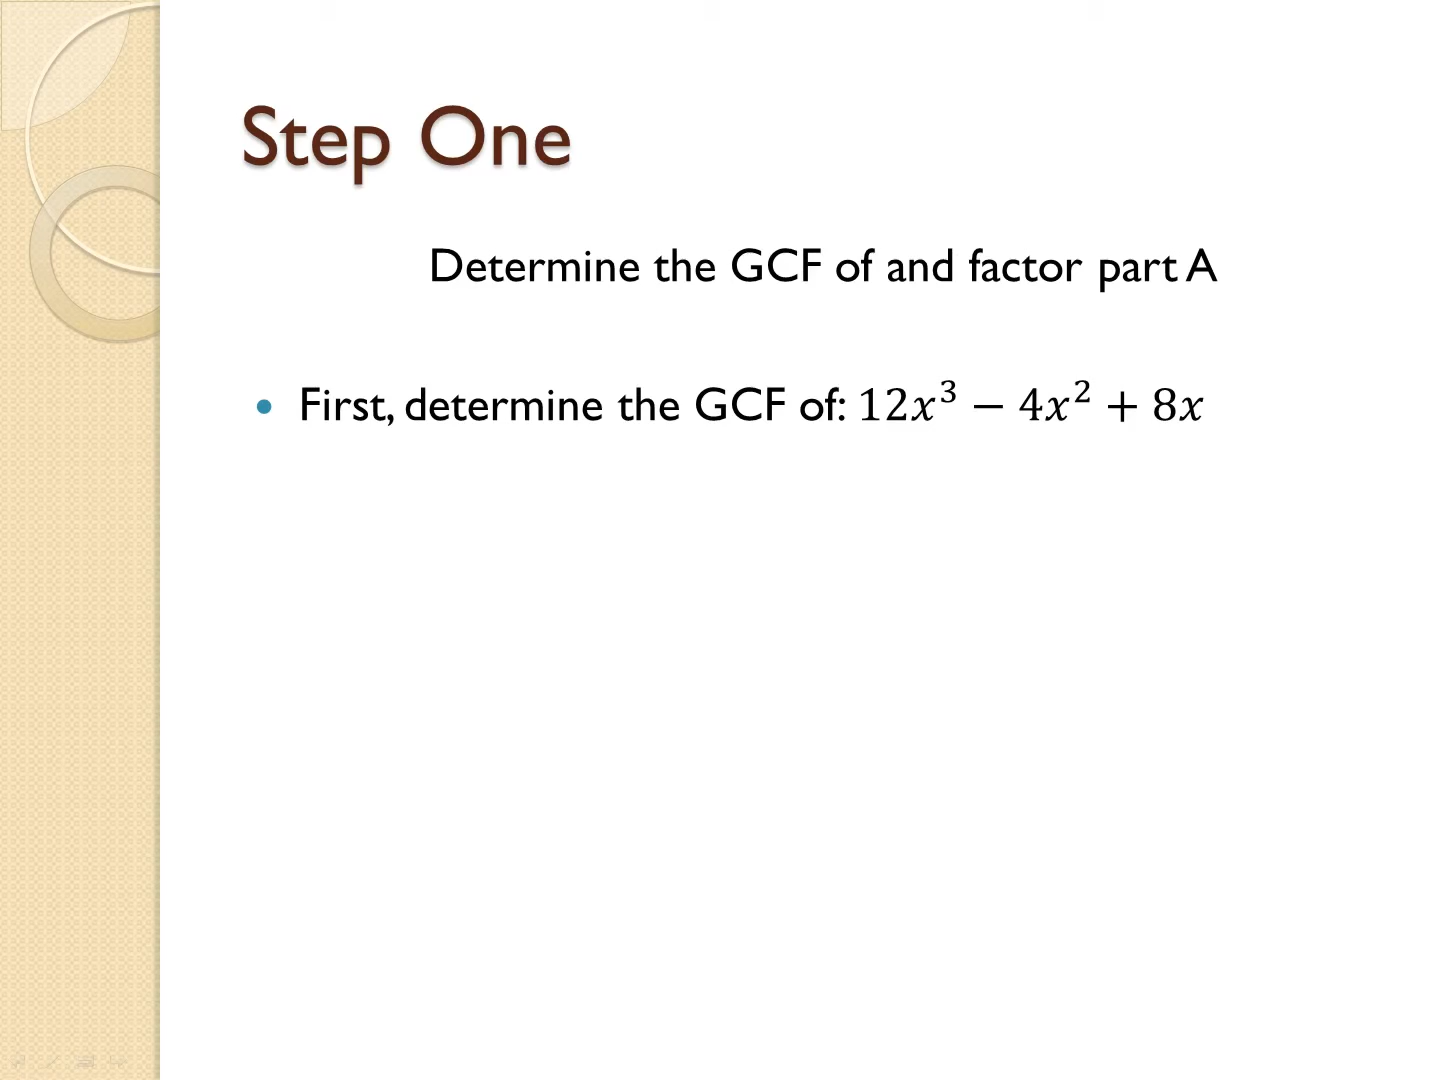 Step One
Determine the GCF of and factor part A
• First, determine the GCF of: 12x³ − 4x² + 8x